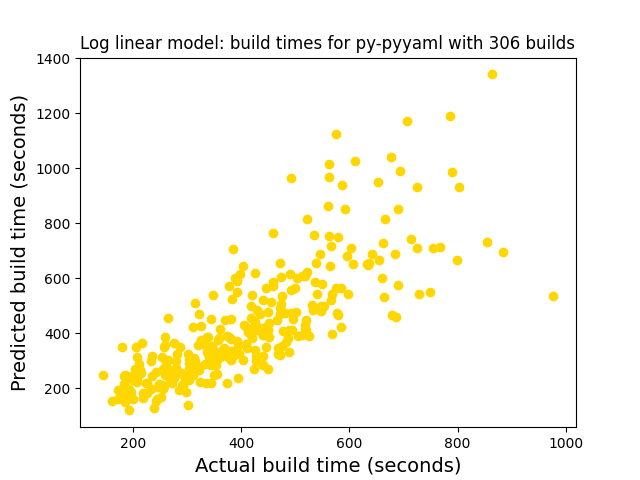 Log linear model: build times for py-pyyaml with 306 builds
1400
1200
1000
800
600
400
200
Predicted build time (seconds)
200 400 600 800 1000
Actual build time (seconds)